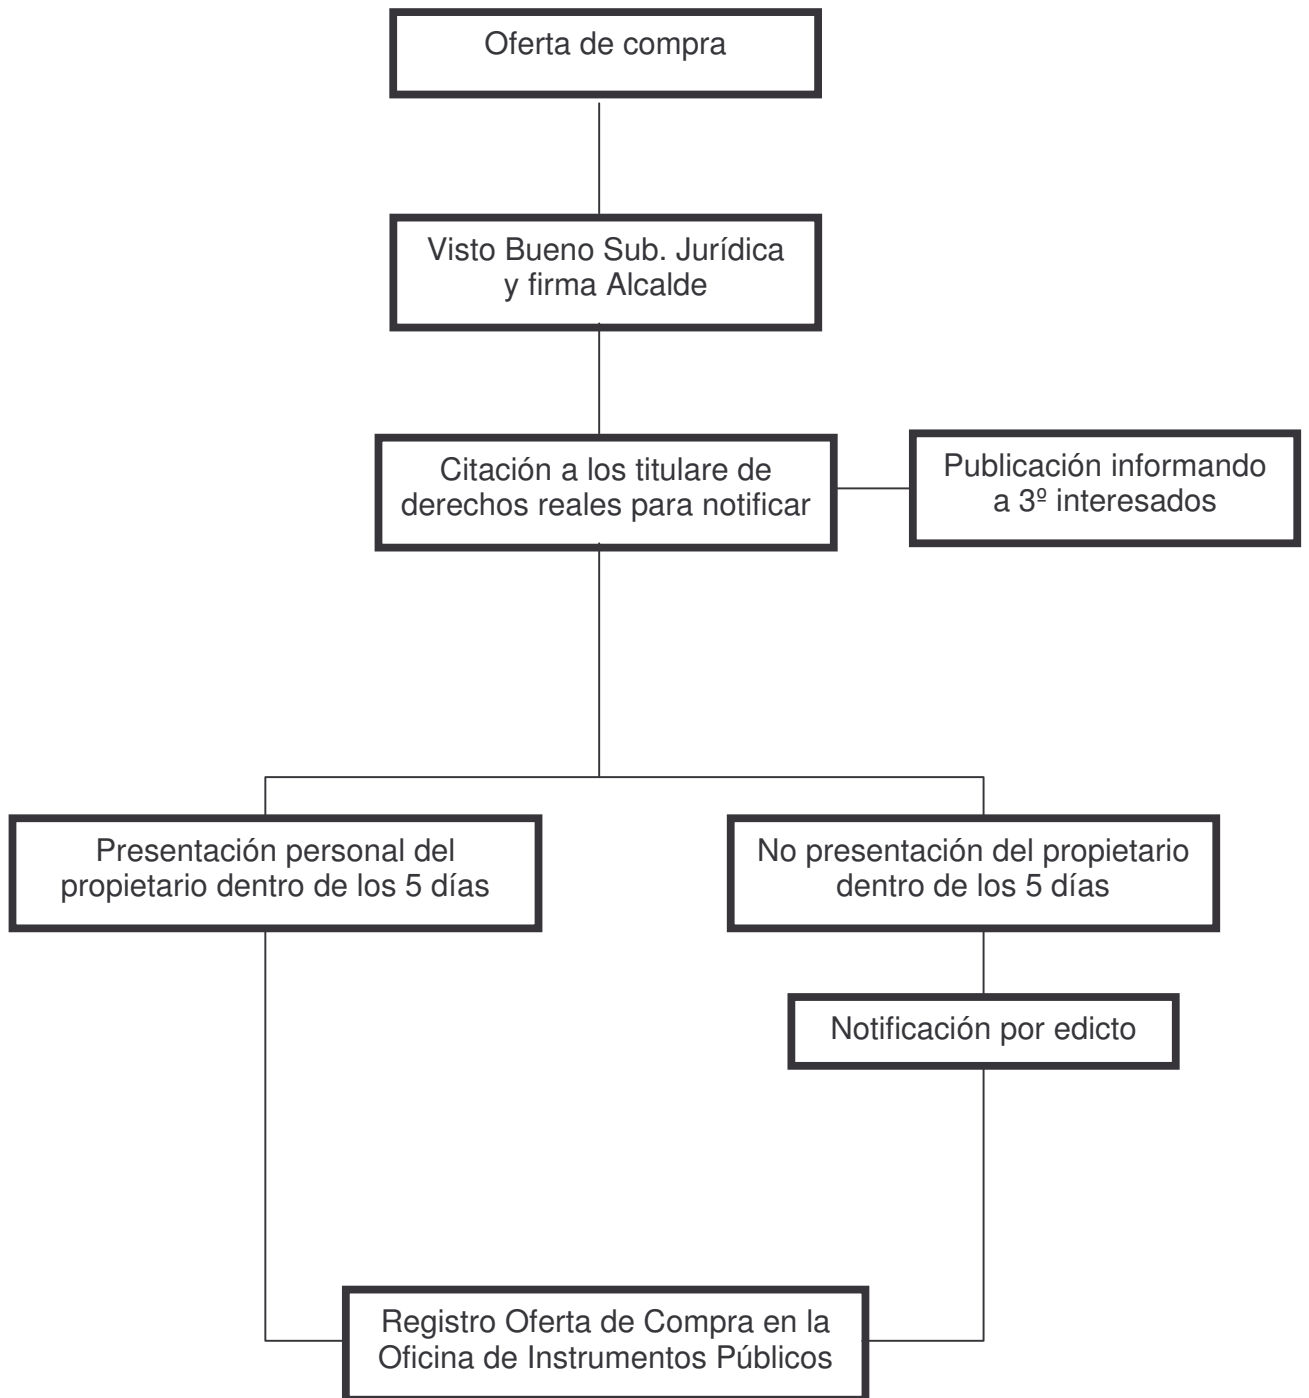 Oferta de compra
Visto Bueno Sub. Jurídica
y firma Alcalde
Citación a los titulare de
derechos reales para notificar
Publicación informando
a 3º interesados
Presentación personal del
propietario dentro de los 5 días
No presentación del propietario
dentro de los 5 días
Notificación por edicto
Registro Oferta de Compra en la
Oficina de Instrumentos Públicos